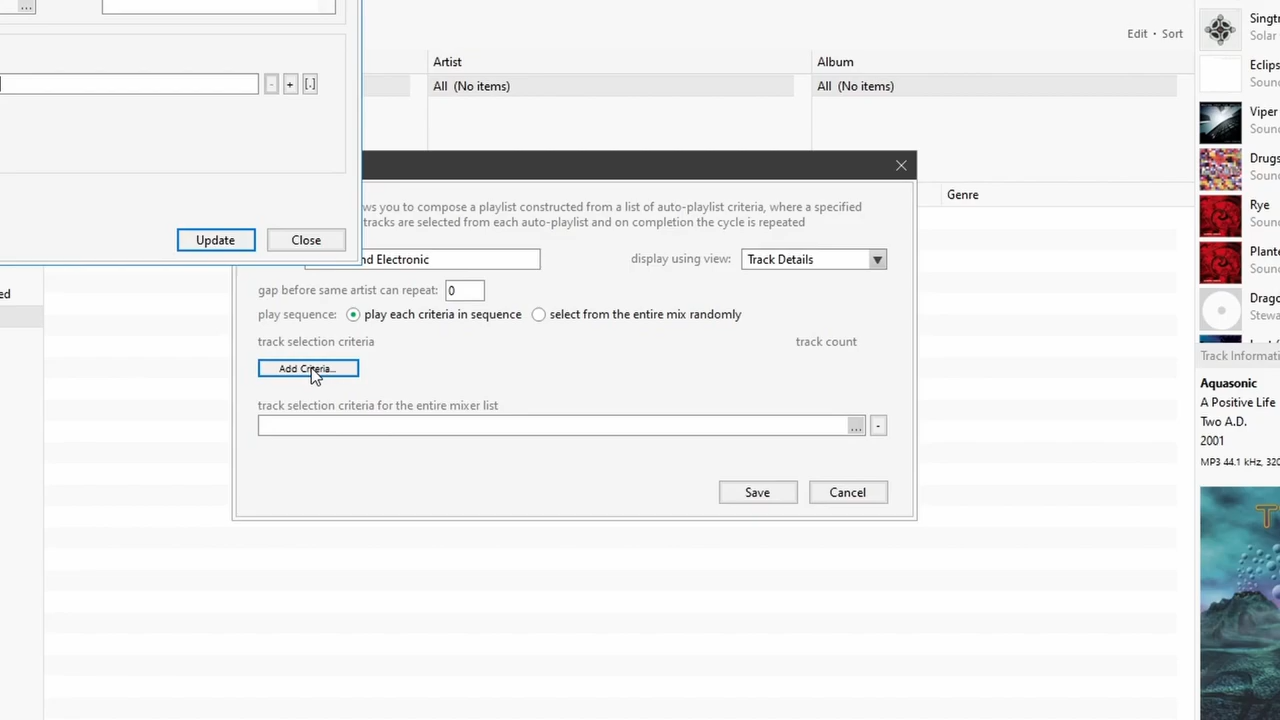 ...
Edit • Sort
Artist
Album
All (No items)
All (No items)
- + [.]
Genre
ws you to compose a playlist constructed from a list of auto-playlist criteria, where a specified
tracks are selected from each auto-playlist and on completion the cycle is repeated
Update
Close
nd Electronic
display using view:
Track Details
gap before same artist can repeat:
0
play sequence:
play each criteria in sequence
select from the entire mix randomly
track selection criteria
track count
Add Criteria...
track selection criteria for the entire mixer list
...
-
Save
Cancel
ed
Singt
Solar
Eclips
Sound
Viper
Sound
Drugs
Sound
Rye
Sound
Plante
Sound
Drago
Stewa
Track Informati
Aquasonic
A Positive Life
Two A.D.
2001
MP3 44.1 kHz, 320
T